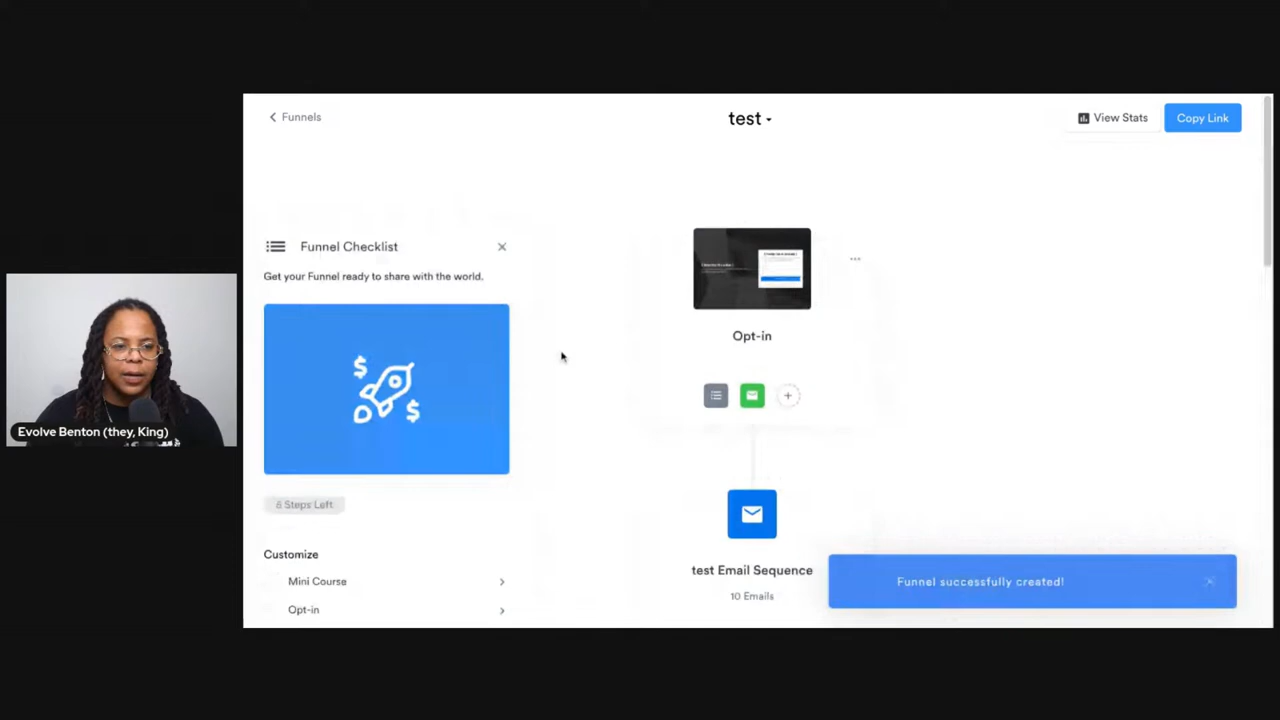 Funnels
test
View Stats
Copy Link
Funnel Checklist
Get your Funnel ready to share with the world.
$
$
6 Steps Left
Customize
Mini Course
Opt-in
Opt-in
test Email Sequence
10 Emails
Funnel successfully created!
Evolve Benton (they, King)